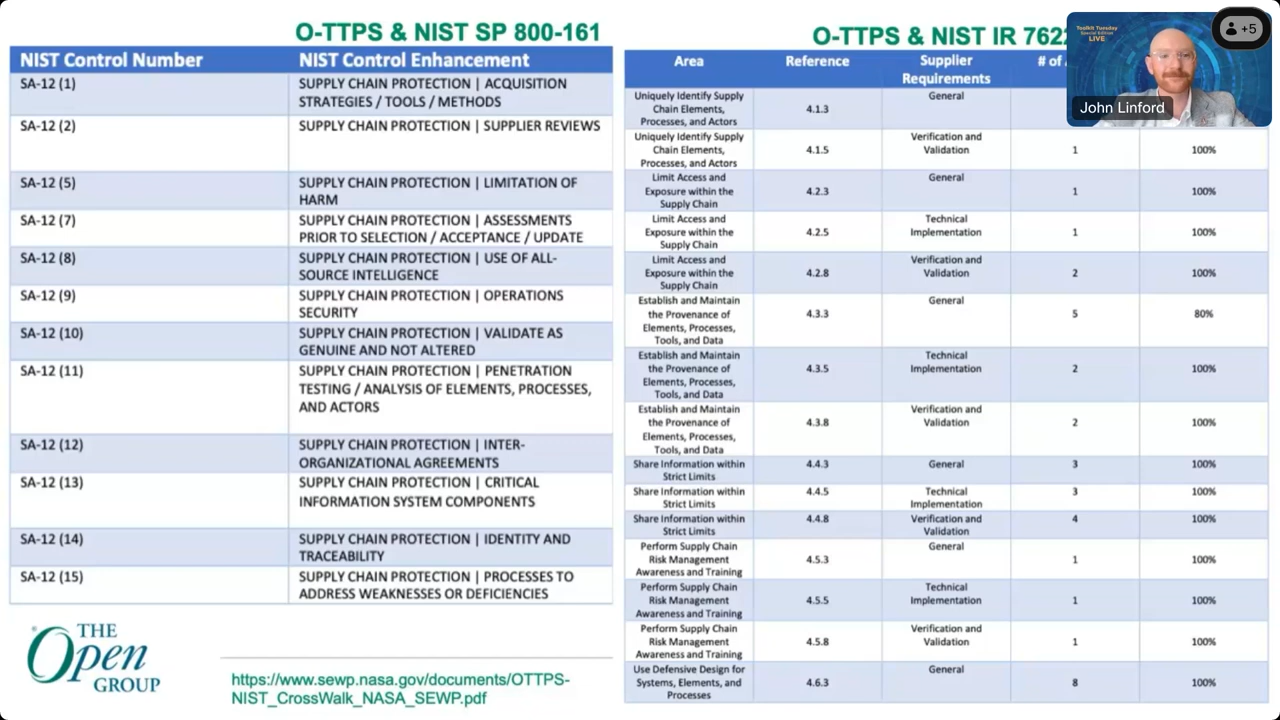 O-TTPS & NIST SP 800-161
NIST Control Number
NIST Control Enhancement
SA-12 (1)
SUPPLY CHAIN PROTECTION | ACQUISITION
STRATEGIES / TOOLS / METHODS
SA-12 (2)
SUPPLY CHAIN PROTECTION | SUPPLIER REVIEWS
SA-12 (5)
SUPPLY CHAIN PROTECTION | LIMITATION OF
HARM
SA-12 (7)
SUPPLY CHAIN PROTECTION | ASSESSMENTS
PRIOR TO SELECTION / ACCEPTANCE / UPDATE
SA-12 (8)
SUPPLY CHAIN PROTECTION | USE OF ALL-
SOURCE INTELLIGENCE
SA-12 (9)
SUPPLY CHAIN PROTECTION | OPERATIONS
SECURITY
SA-12 (10)
SUPPLY CHAIN PROTECTION | VALIDATE AS
GENUINE AND NOT ALTERED
SA-12 (11)
SUPPLY CHAIN PROTECTION | PENETRATION
TESTING / ANALYSIS OF ELEMENTS, PROCESSES,
AND ACTORS
SA-12 (12)
SUPPLY CHAIN PROTECTION | INTER-
ORGANIZATIONAL AGREEMENTS
SA-12 (13)
SUPPLY CHAIN PROTECTION | CRITICAL
INFORMATION SYSTEM COMPONENTS
SA-12 (14)
SUPPLY CHAIN PROTECTION | IDENTITY AND
TRACEABILITY
SA-12 (15)
SUPPLY CHAIN PROTECTION | PROCESSES TO
ADDRESS WEAKNESSES OR DEFICIENCIES
THE
Open
GROUP
https://www.sewp.nasa.gov/documents/OTTPS-
NIST_CrossWalk_NASA_SEWP.pdf
O-TTPS & NIST IR 762
Area
Reference
Supplier
Requirements
# of
Uniquely Identify Supply
Chain Elements,
Processes, and Actors
4.1.3
General
Uniquely Identify Supply
Chain Elements,
Processes, and Actors
4.1.5
Verification and
Validation
1
100%
Limit Access and
Exposure within the
Supply Chain
4.2.3
General
1
100%
Limit Access and
Exposure within the
Supply Chain
4.2.5
Technical
Implementation
1
100%
Limit Access and
Exposure within the
Supply Chain
4.2.8
Verification and
Validation
2
100%
Establish and Maintain
the Provenance of
Elements, Processes,
Tools, and Data
4.3.3
General
5
80%
Establish and Maintain
the Provenance of
Elements, Processes,
Tools, and Data
4.3.5
Technical
Implementation
2
100%
Establish and Maintain
the Provenance of
Elements, Processes,
Tools, and Data
4.3.8
Verification and
Validation
2
100%
Share Information within
Strict Limits
4.4.3
General
3
100%
Share Information within
Strict Limits
4.4.5
Technical
Implementation
3
100%
Share Information within
Strict Limits
4.4.8
Verification and
Validation
4
100%
Perform Supply Chain
Risk Management
Awareness and Training
4.5.3
General
1
100%
Perform Supply Chain
Risk Management
Awareness and Training
4.5.5
Technical
Implementation
1
100%
Perform Supply Chain
Risk Management
Awareness and Training
4.5.8
Verification and
Validation
1
100%
Use Defensive Design for
Systems, Elements, and
Processes
4.6.3
General
8
100%
Toolkit Tuesday
Special Edition
LIVE
+5
John Linford